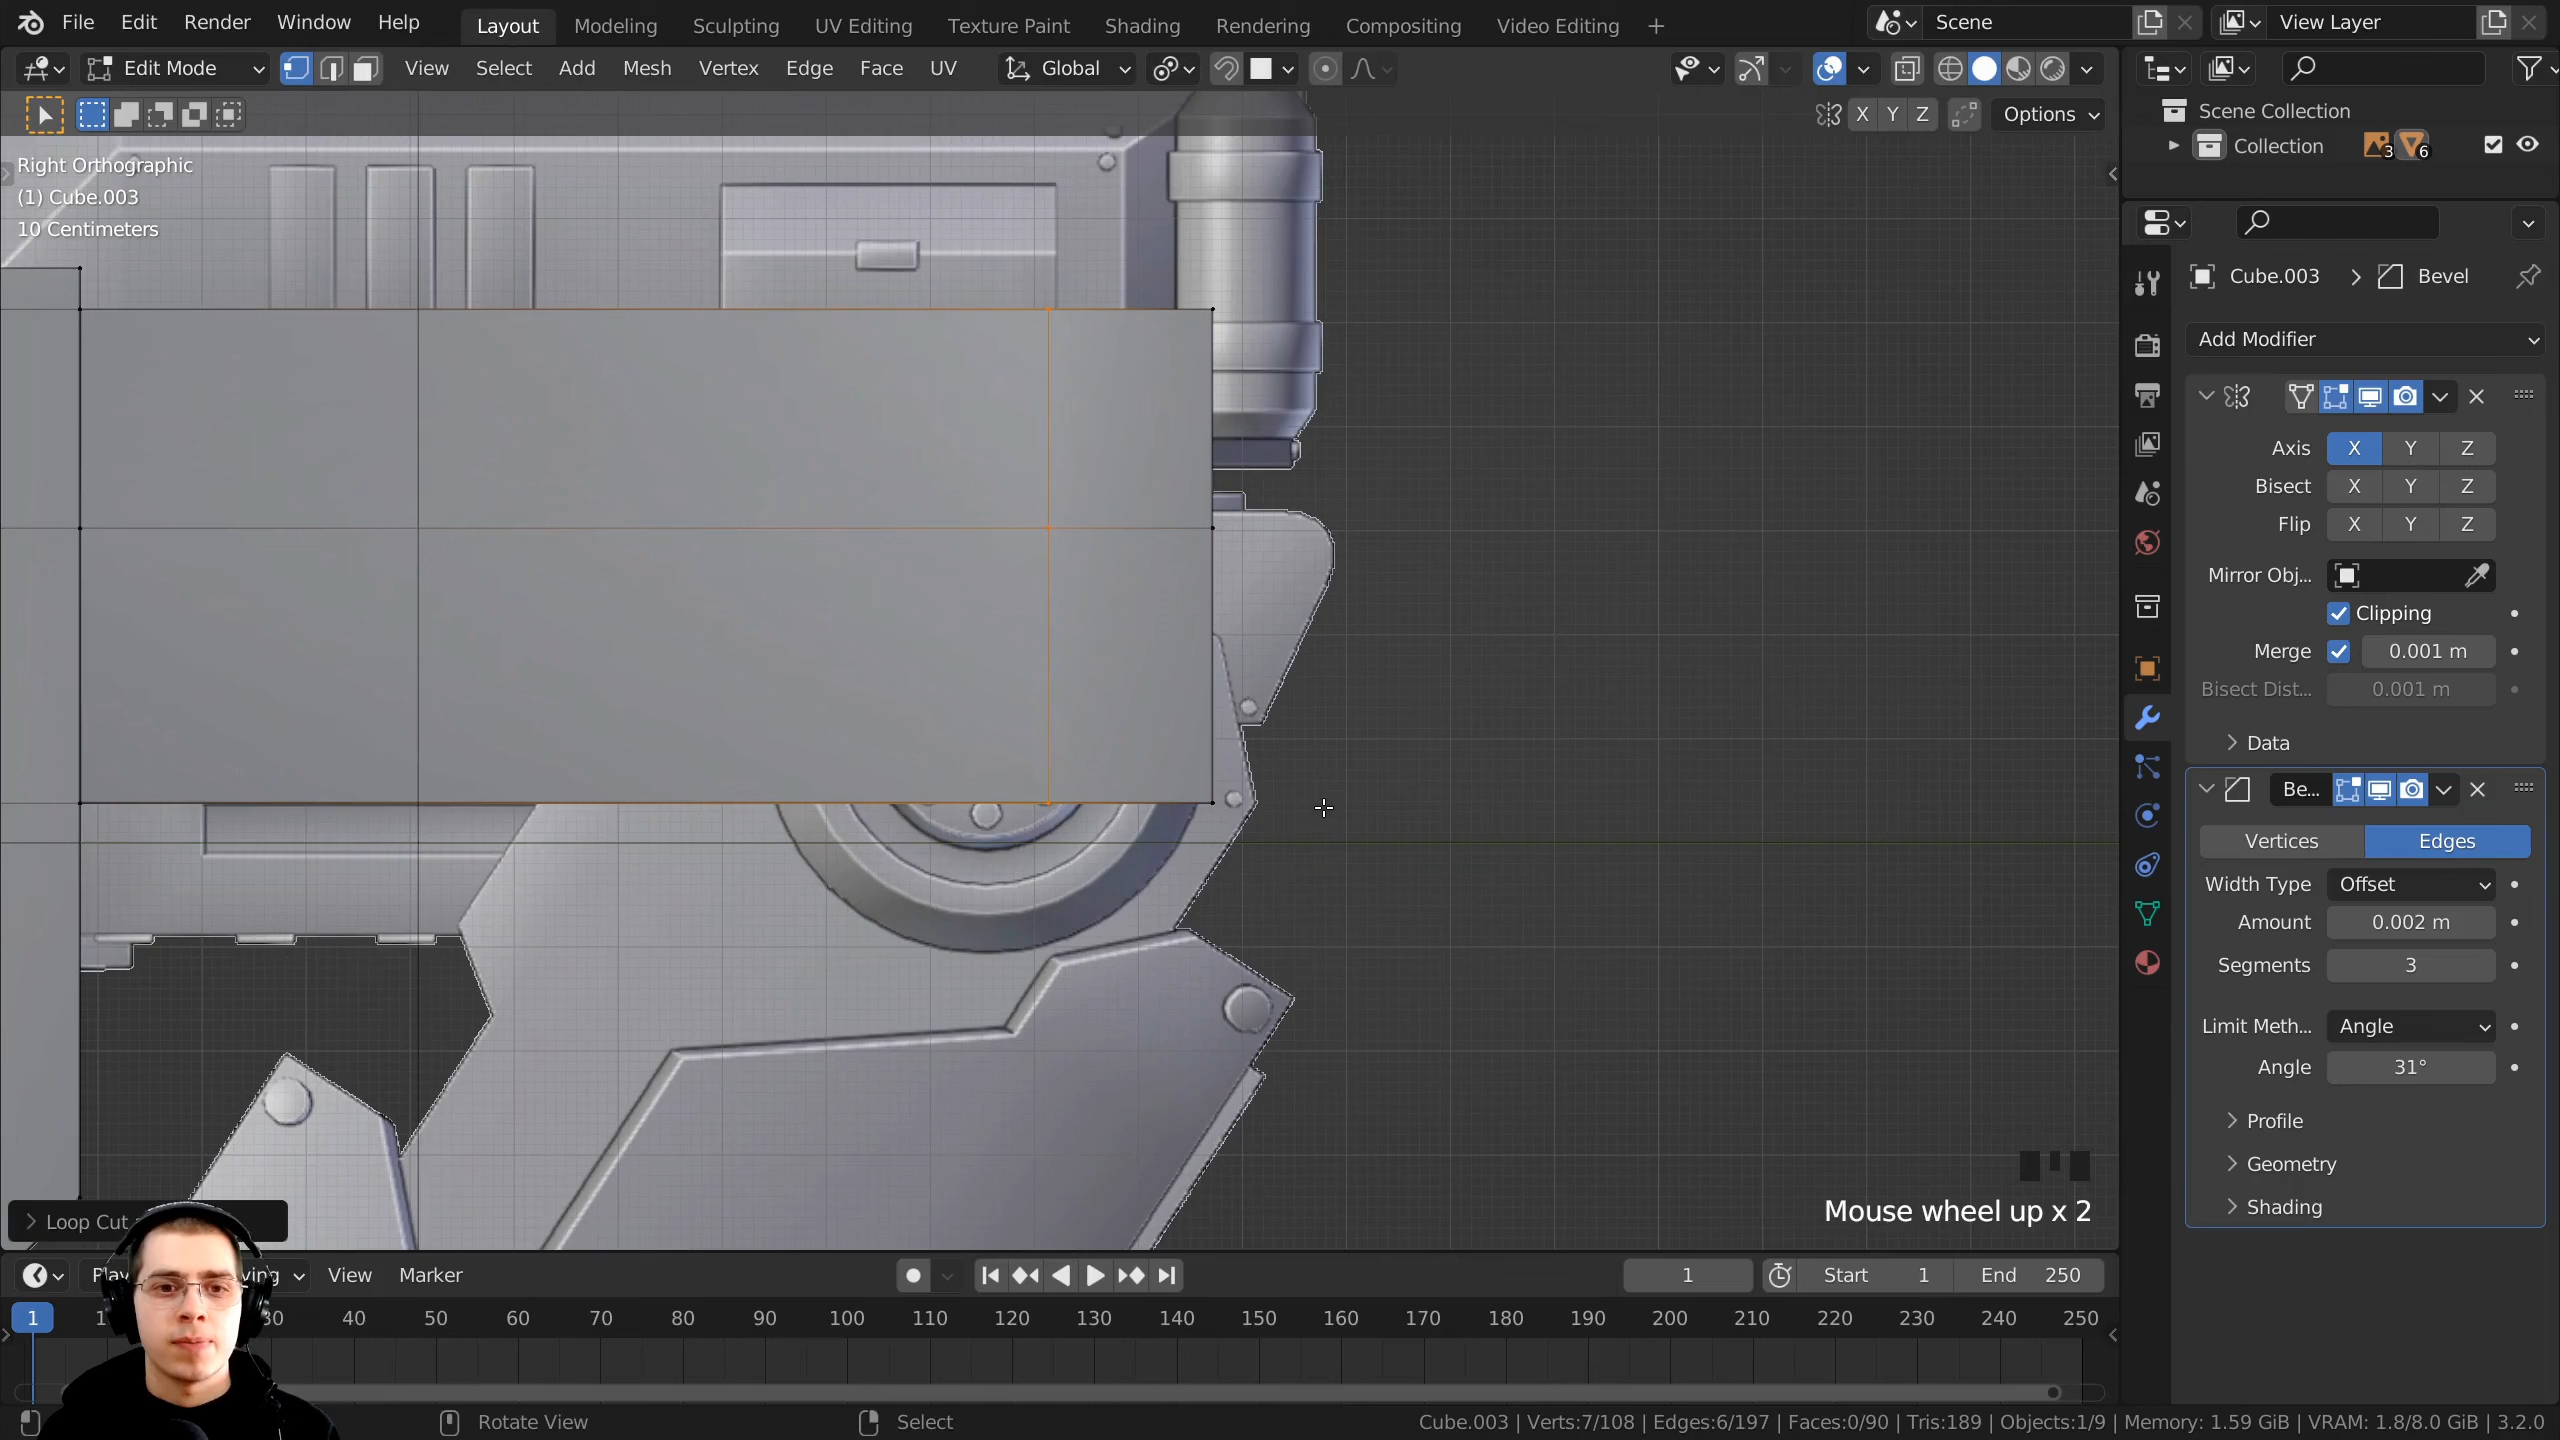 File Edit Render Window Help Layout Modeling Sculpting UV Editing Texture Paint Shading Rendering Compositing Video Editing + Scene View Layer
Edit Mode View Select Add Mesh Vertex Edge Face UV Global
X Y Z Options
Scene Collection
Collection 3 6
Right Orthographic
(1) Cube.003
10 Centimeters
Cube.003 > Bevel
Add Modifier
Axis X Y Z
Bisect X Y Z
Flip X Y Z
Mirror Obj...
Clipping
Merge 0.001 m
Bisect Dist... 0.001 m
Data
Be...
Vertices Edges
Width Type Offset
Amount 0.002 m
Segments 3
Limit Meth... Angle
Angle 31°
Profile
Geometry
Shading
Mouse wheel up x 2
Loop Cut
View Marker 1 Start 1 End 250
1 40 50 60 70 80 90 100 110 120 130 140 150 160 170 180 190 200 210 220 230 240 250
Rotate View Select Cube.003 | Verts:7/108 | Edges:6/197 | Faces:0/90 | Tris:189 | Objects:1/9 | Memory: 1.59 GiB | VRAM: 1.8/8.0 GiB | 3.2.0